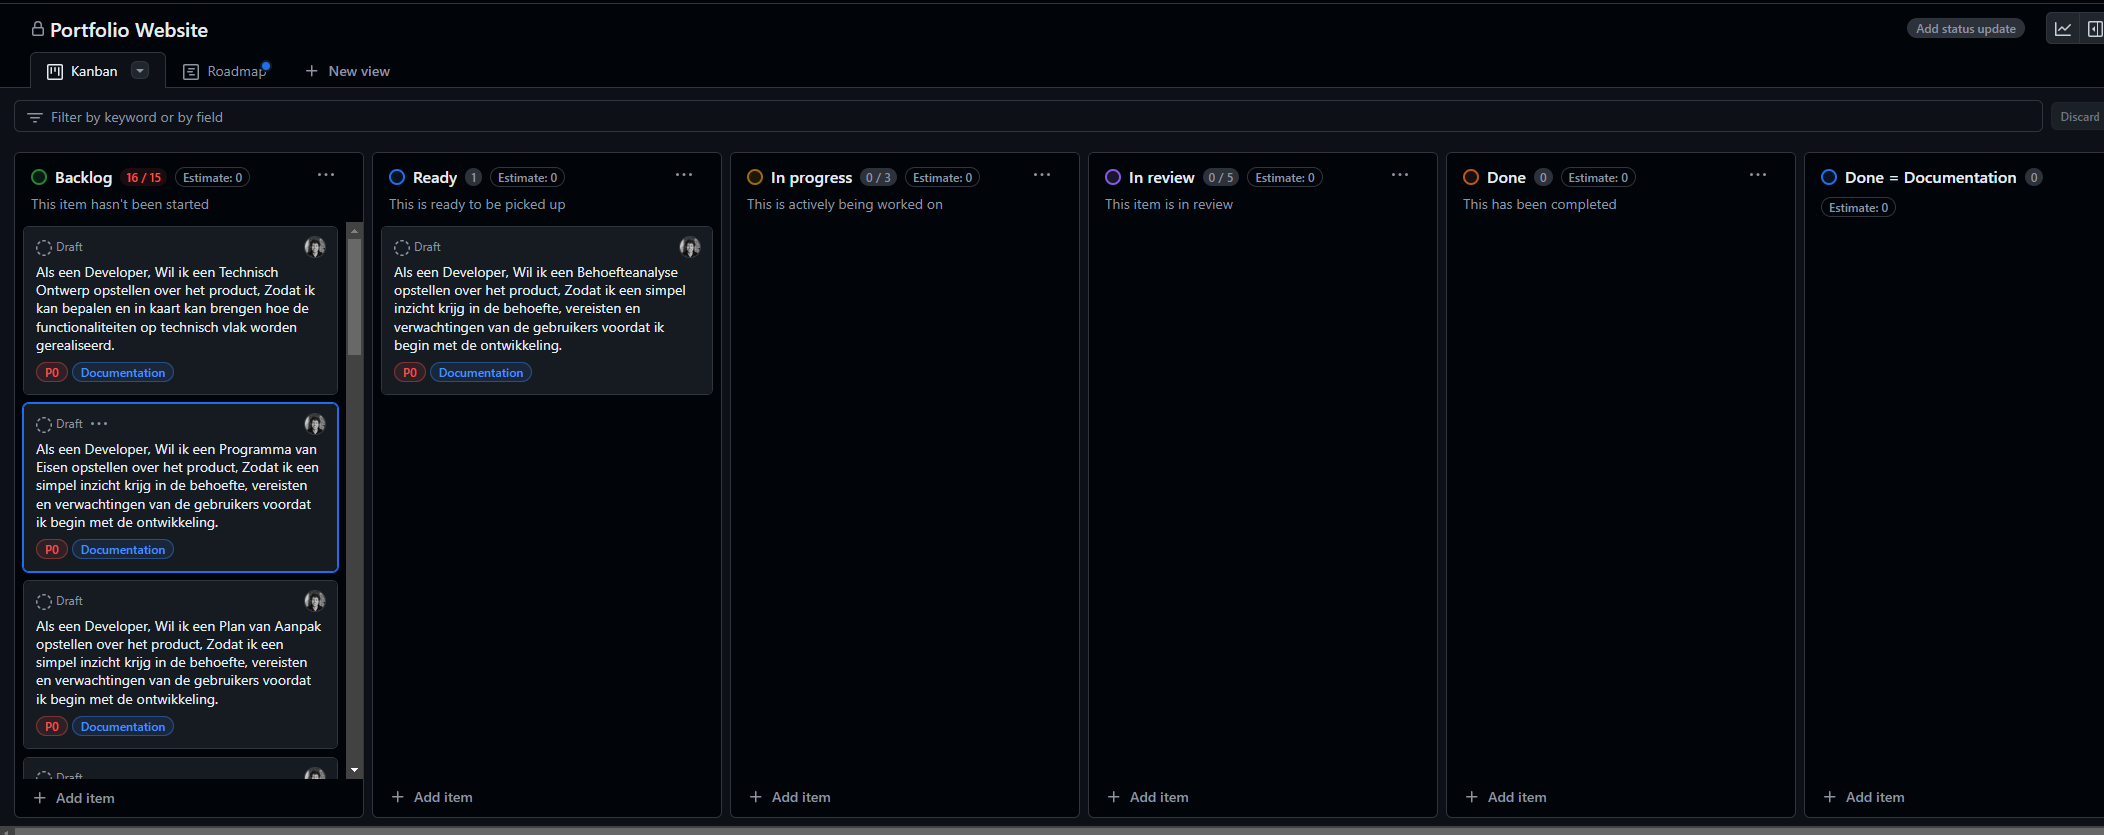 Portfolio Website
Add status update
Kanban
Roadmap
New view
Filter by keyword or by field
Discard
Backlog 16 / 15 Estimate: 0
This item hasn't been started
Draft
Als een Developer, Wil ik een Technisch
Ontwerp opstellen over het product, Zodat ik
kan bepalen en in kaart kan brengen hoe de
functionaliteiten op technisch vlak worden
gerealiseerd.
P0 Documentation
Draft
Als een Developer, Wil ik een Programma van
Eisen opstellen over het product, Zodat ik een
simpel inzicht krijg in de behoefte, vereisten
en verwachtingen van de gebruikers voordat
ik begin met de ontwikkeling.
P0 Documentation
Draft
Als een Developer, Wil ik een Plan van Aanpak
opstellen over het product, Zodat ik een
simpel inzicht krijg in de behoefte, vereisten
en verwachtingen van de gebruikers voordat
ik begin met de ontwikkeling.
P0 Documentation
Draft
Add item
Ready 1 Estimate: 0
This is ready to be picked up
Draft
Als een Developer, Wil ik een Behoefteanalyse
opstellen over het product, Zodat ik een simpel
inzicht krijg in de behoefte, vereisten en
verwachtingen van de gebruikers voordat ik
begin met de ontwikkeling.
P0 Documentation
Add item
In progress 0 / 3 Estimate: 0
This is actively being worked on
Add item
In review 0 / 5 Estimate: 0
This item is in review
Add item
Done 0 Estimate: 0
This has been completed
Add item
Done = Documentation 0
Estimate: 0
Add item